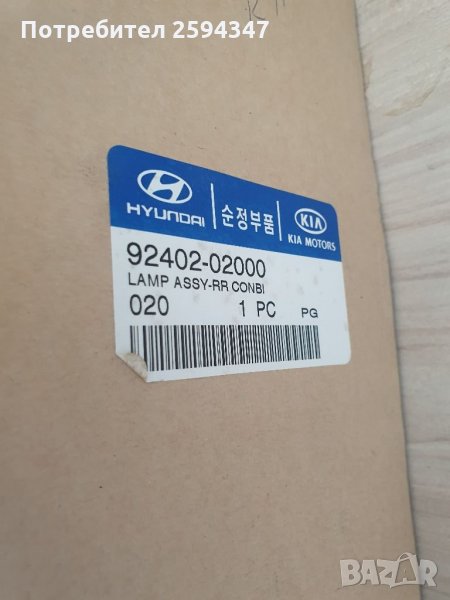 Потребител 2594347
HYUNDAI 순정부품 KIA
KIA MOTORS
92402-02000
LAMP ASSY-RR CONBI
020 1 PC PG
BAZAR